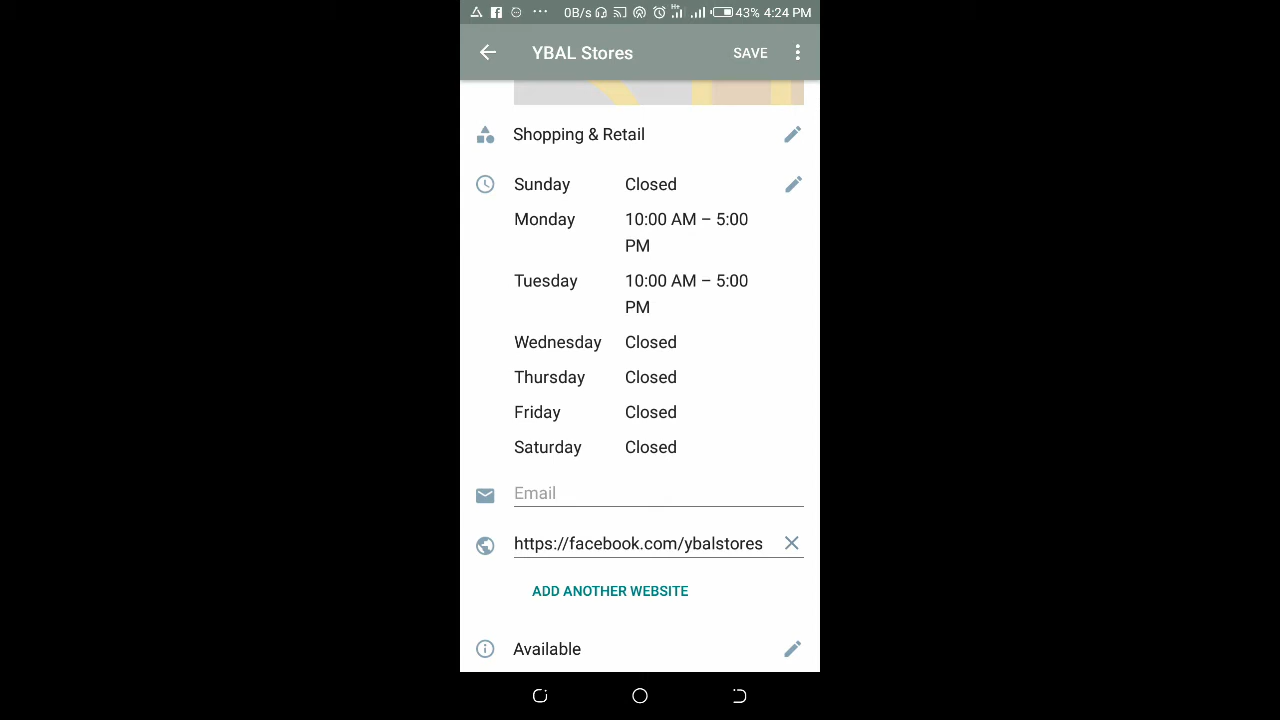 0B/s H+ 43% 4:24 PM
YBAL Stores SAVE
Shopping & Retail
Sunday Closed
Monday 10:00 AM – 5:00
PM
Tuesday 10:00 AM – 5:00
PM
Wednesday Closed
Thursday Closed
Friday Closed
Saturday Closed
Email
https://facebook.com/ybalstores
ADD ANOTHER WEBSITE
Available